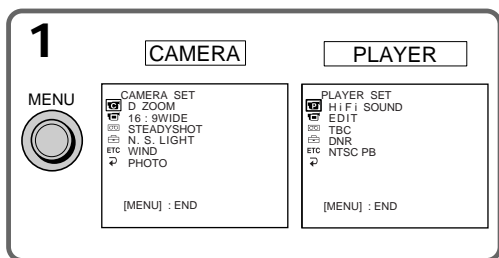 1
CAMERA
PLAYER
MENU
CAMERA SET
C D ZOOM
16 : 9WIDE
STEADYSHOT
N. S. LIGHT
ETC WIND
PHOTO
[MENU] : END
PLAYER SET
P HiFi SOUND
EDIT
TBC
DNR
ETC NTSC PB
[MENU] : END